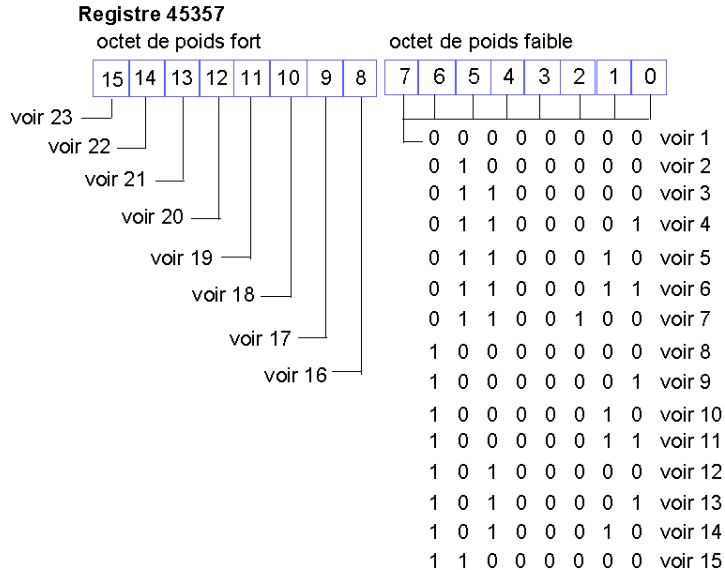 Registre 45357
octet de poids fort octet de poids faible
15 14 13 12 11 10 9 8 7 6 5 4 3 2 1 0
voir 23
voir 22
voir 21
voir 20
voir 19
voir 18
voir 17
voir 16
0 0 0 0 0 0 0 0 voir 1
0 1 0 0 0 0 0 0 voir 2
0 1 1 0 0 0 0 0 voir 3
0 1 1 0 0 0 0 1 voir 4
0 1 1 0 0 0 1 0 voir 5
0 1 1 0 0 0 1 1 voir 6
0 1 1 0 0 1 0 0 voir 7
1 0 0 0 0 0 0 0 voir 8
1 0 0 0 0 0 0 1 voir 9
1 0 0 0 0 0 1 0 voir 10
1 0 0 0 0 0 1 1 voir 11
1 0 1 0 0 0 0 0 voir 12
1 0 1 0 0 0 0 1 voir 13
1 0 1 0 0 0 1 0 voir 14
1 1 0 0 0 0 0 0 voir 15